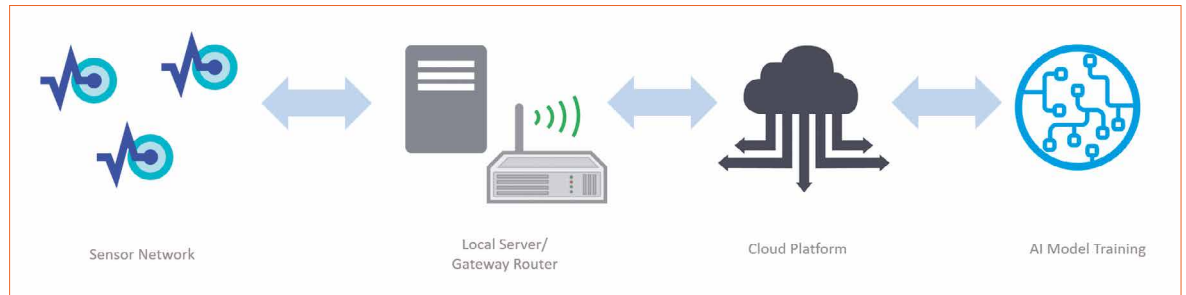 Sensor Network
Local Server/
Gateway Router
Cloud Platform
AI Model Training